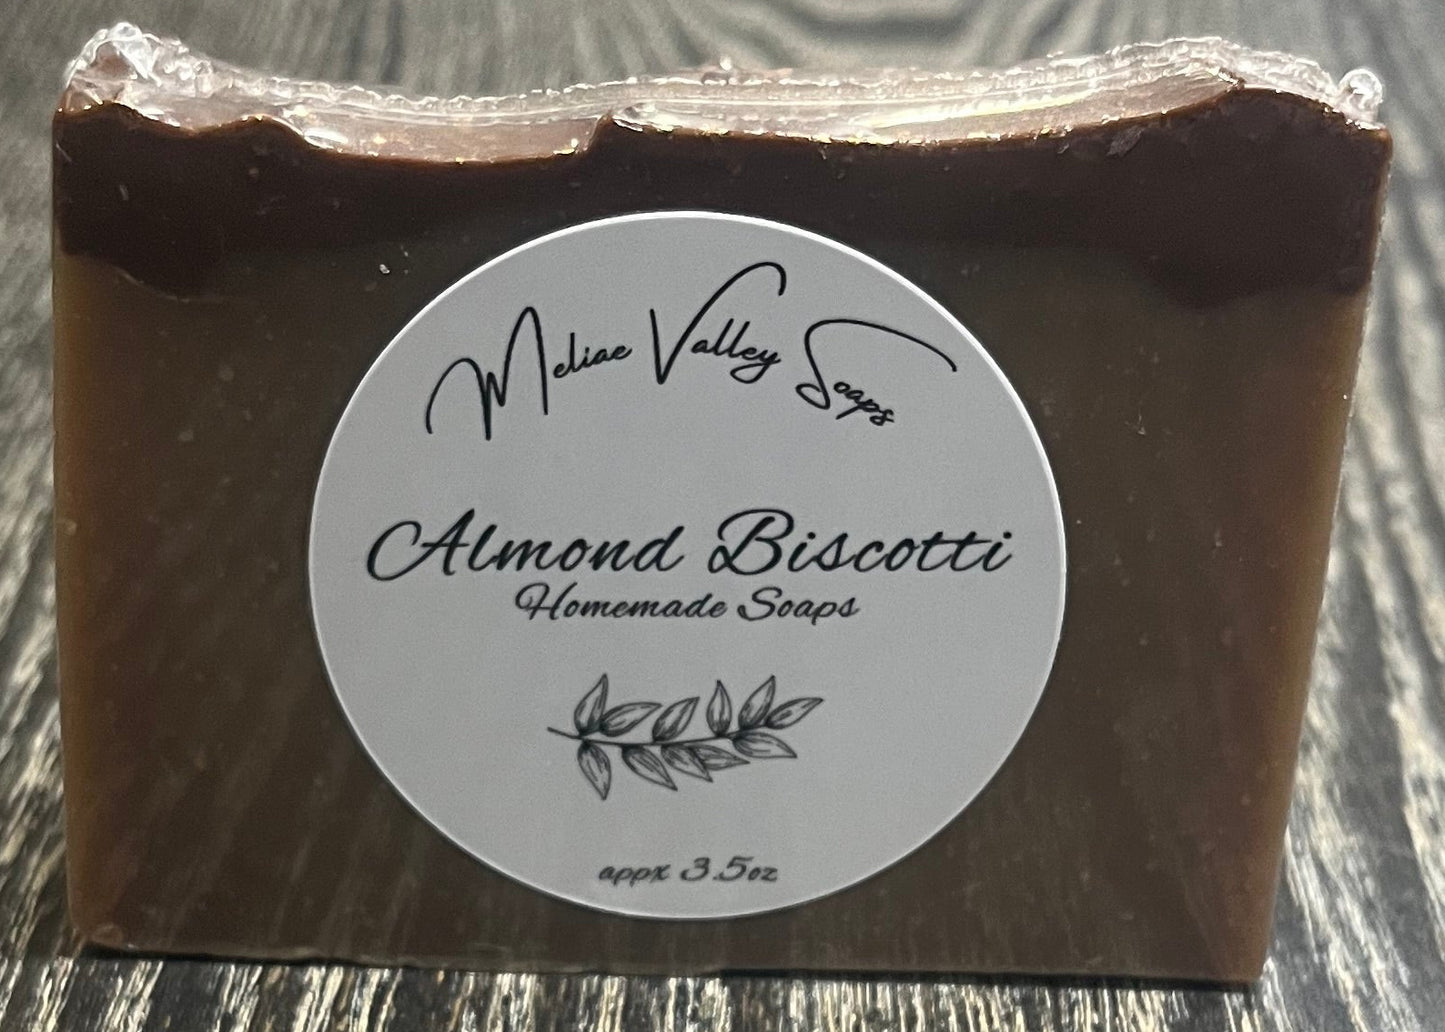 Meliae Valley Soaps
Almond Biscotti
Homemade Soaps
appx 3.5oz